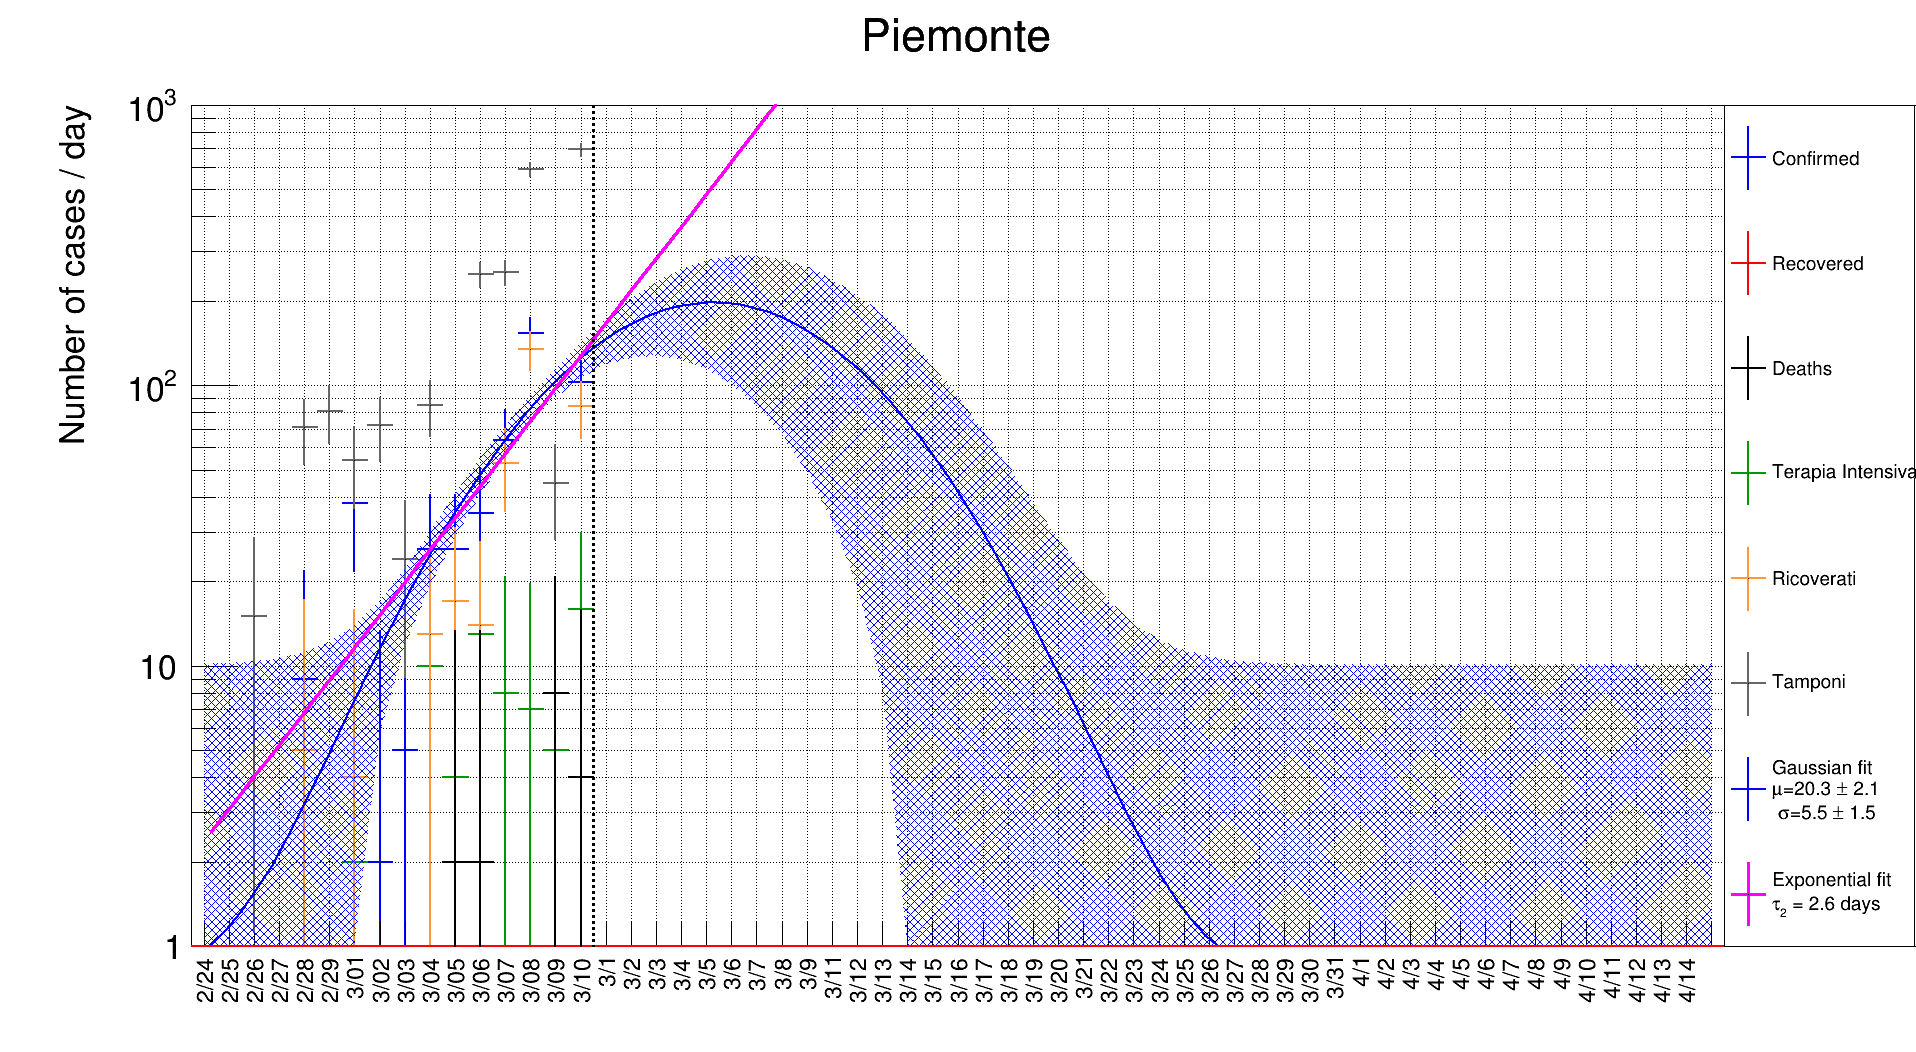 Piemonte
Number of cases / day
10³
10²
10
1
2/24 2/25 2/26 2/27 2/28 2/29 3/01 3/02 3/03 3/04 3/05 3/06 3/07 3/08 3/09 3/10 3/1 3/2 3/3 3/4 3/5 3/6 3/7 3/8 3/9 3/11 3/12 3/13 3/14 3/15 3/16 3/17 3/18 3/19 3/20 3/21 3/22 3/23 3/24 3/25 3/26 3/27 3/28 3/29 3/30 3/31 4/1 4/2 4/3 4/4 4/5 4/6 4/7 4/8 4/9 4/10 4/11 4/12 4/13 4/14
Confirmed
Recovered
Deaths
Terapia Intensiva
Ricoverati
Tamponi
Gaussian fit
μ=20.3 ± 2.1
σ=5.5 ± 1.5
Exponential fit
τ₂ = 2.6 days